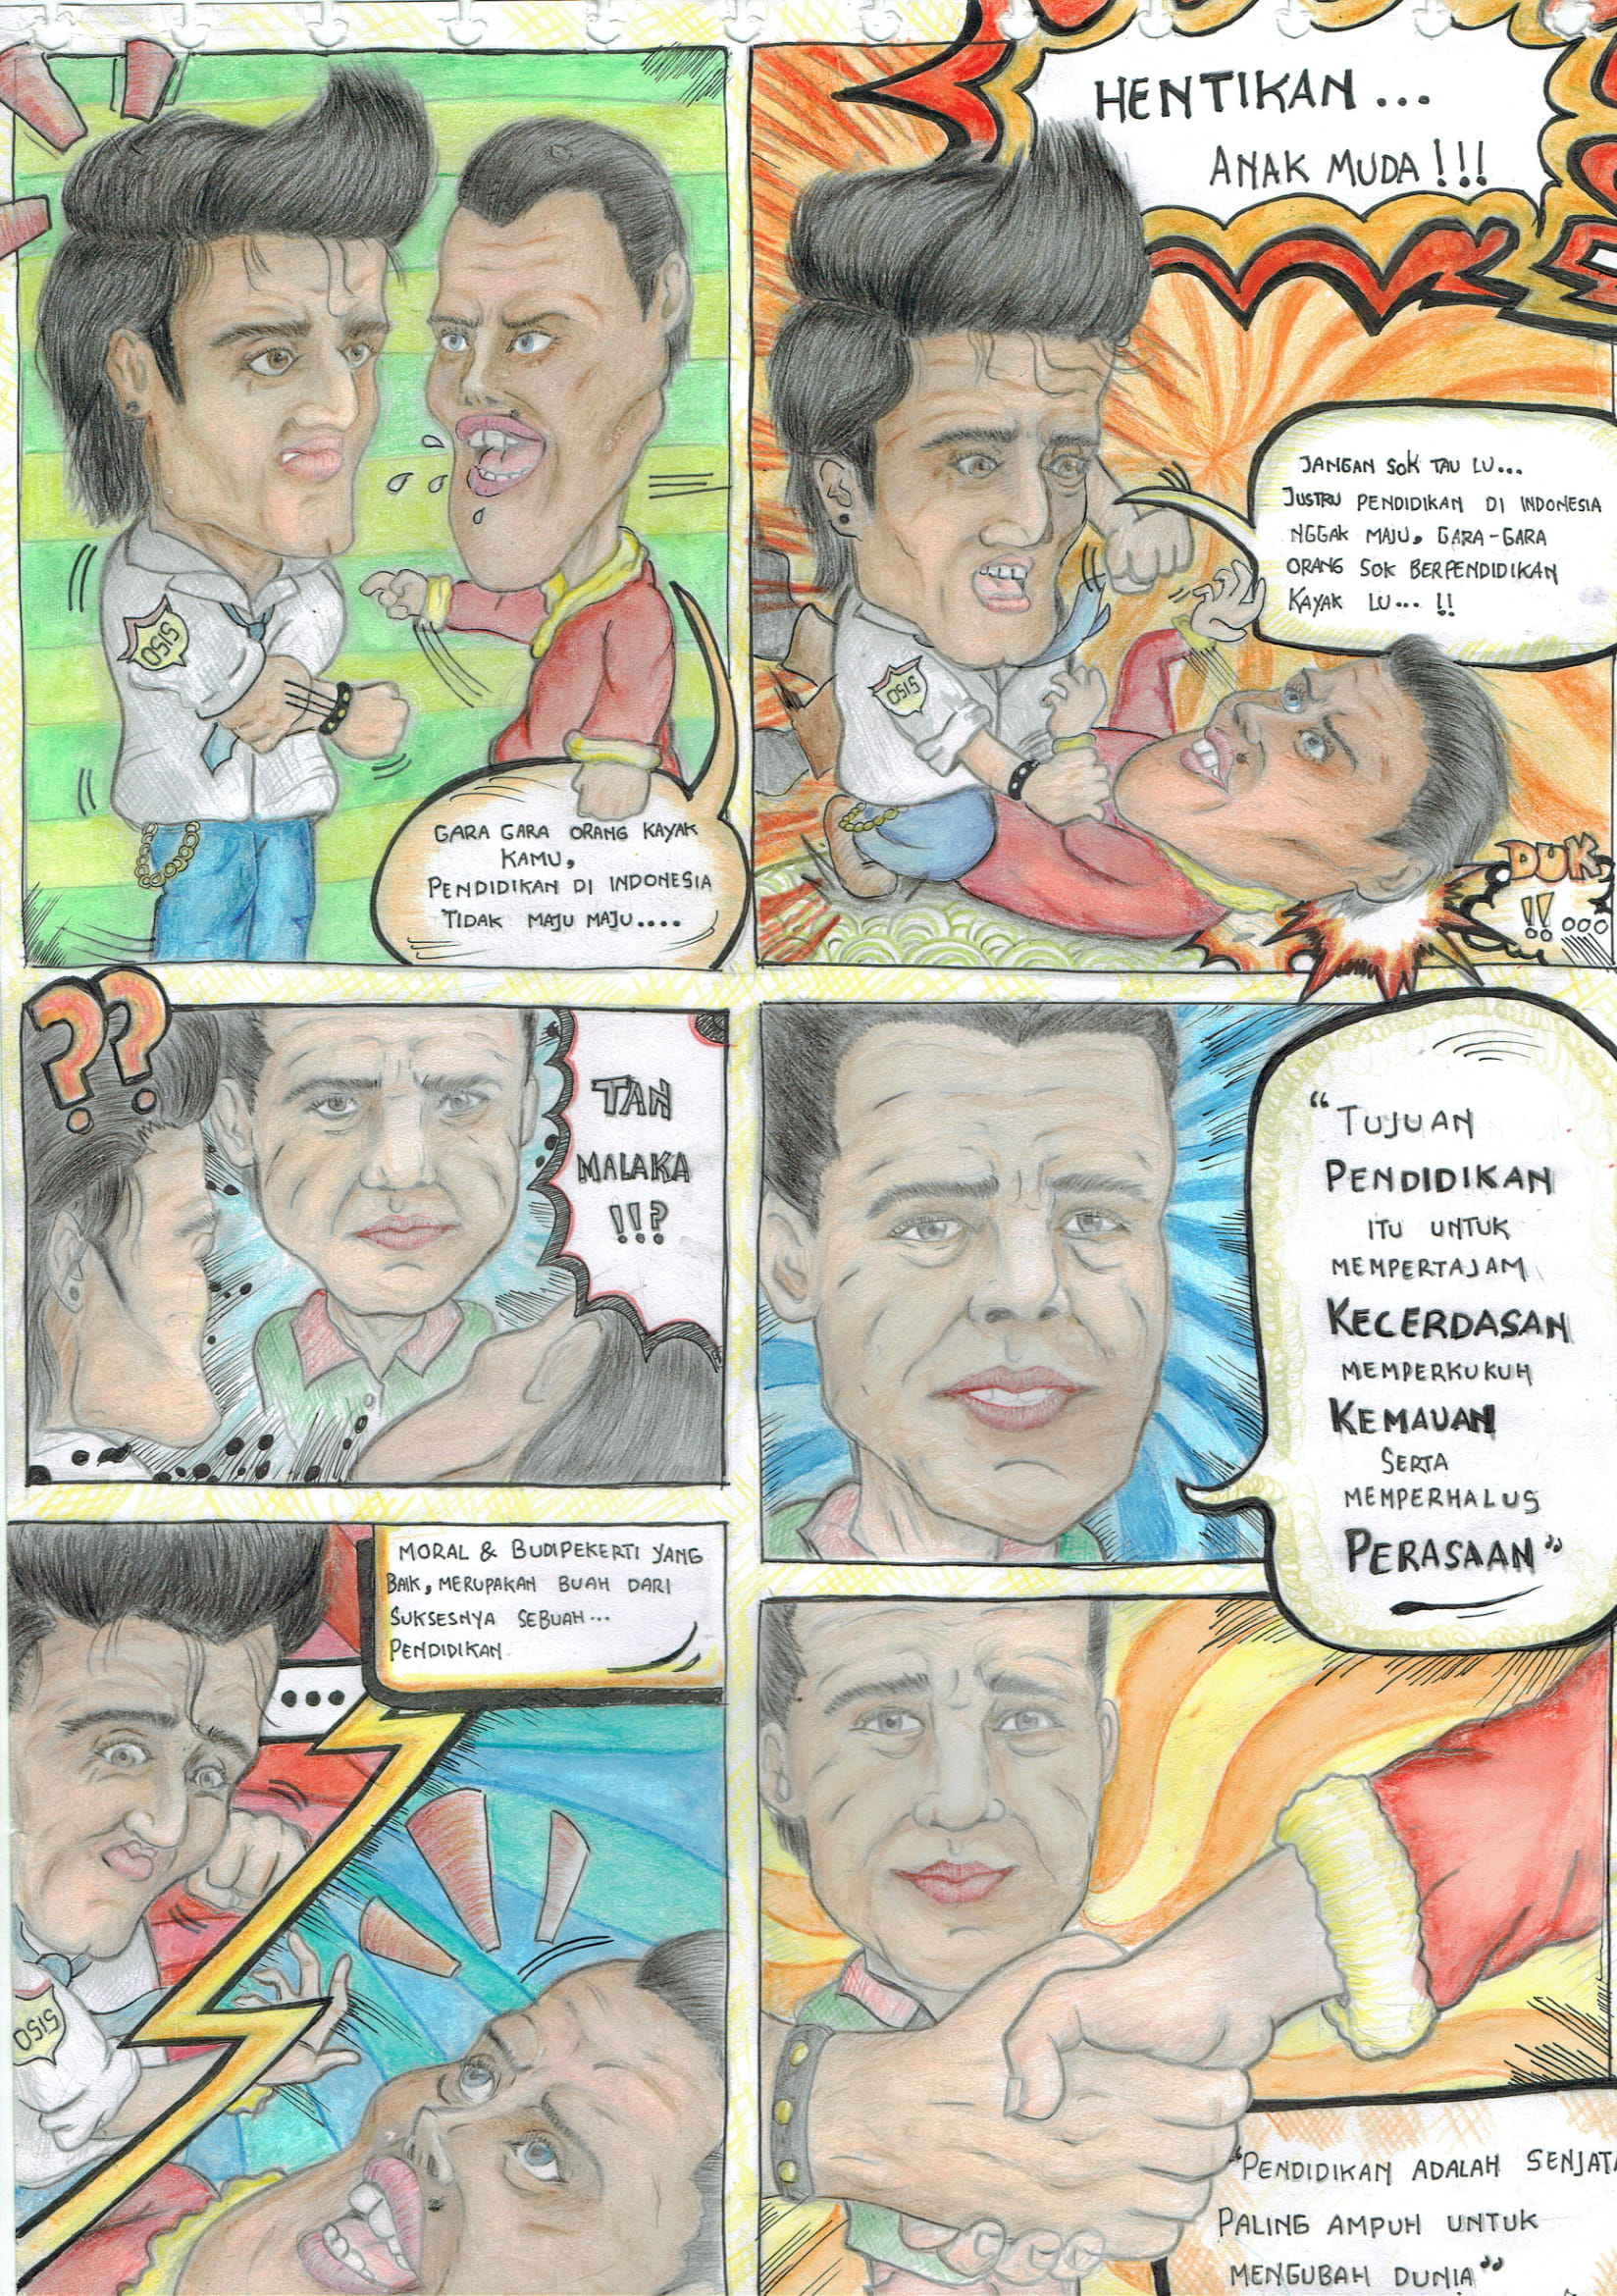 GARA GARA ORANG KAYAK
KAMU,
PENDIDIKAN DI INDONESIA
TIDAK MAJU MAJU....
OSIS
HENTIKAN...
ANAK MUDA!!!
JANGAN SOK TAU LU...
JUSTRU PENDIDIKAN DI INDONESIA
NGGAK MAJU, GARA-GARA
ORANG SOK BERPENDIDIKAN
KAYAK LU... !!
OSIS
DUK
!!...
??
TAN
MALAKA
!!?
"TUJUAN
PENDIDIKAN
ITU UNTUK
MEMPERTAJAM
KECERDASAN
MEMPERKUKUH
KEMAUAN
SERTA
MEMPERHALUS
PERASAAN"
MORAL & BUDIPEKERTI YANG
BAIK, MERUPAKAN BUAH DARI
SUKSESNYA SEBUAH...
PENDIDIKAN
...
OSIS
"PENDIDIKAN ADALAH SENJATA
PALING AMPUH UNTUK
MENGUBAH DUNIA"